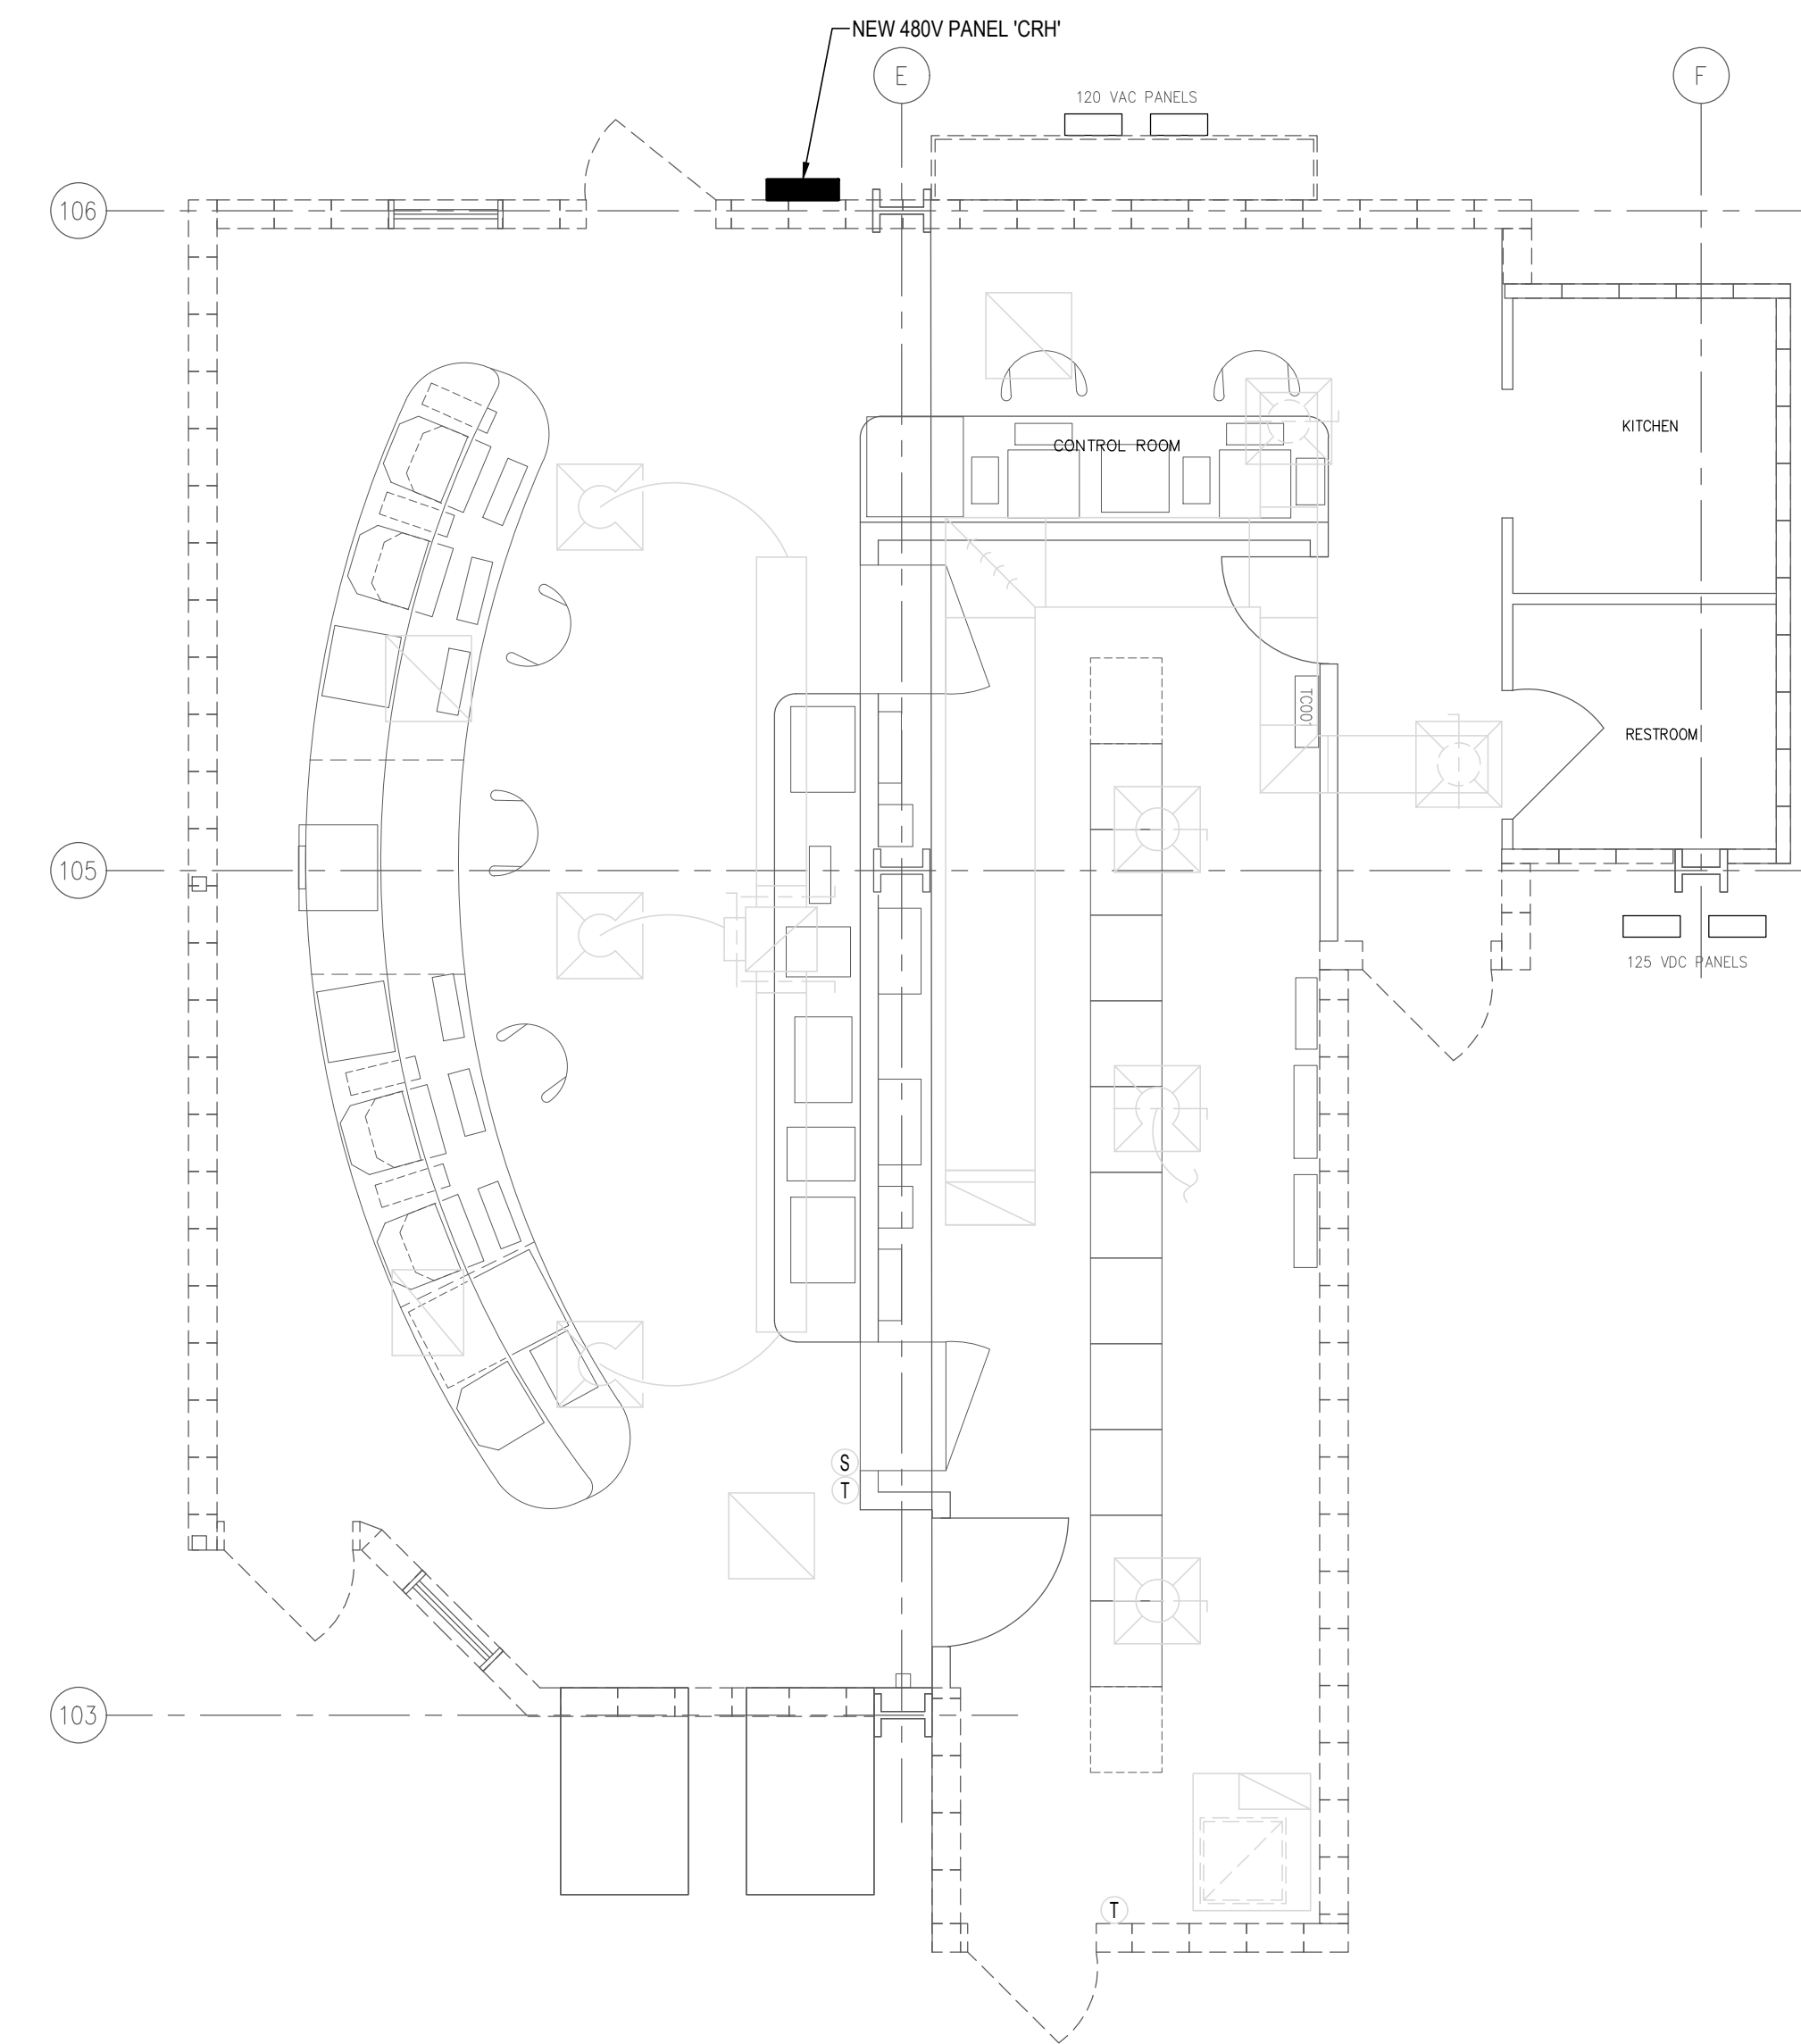 NEW 480V PANEL 'CRH'
E
F
120 VAC PANELS
106
KITCHEN
CONTROL ROOM
TC001
RESTROOM
105
125 VDC PANELS
S
T
103
T